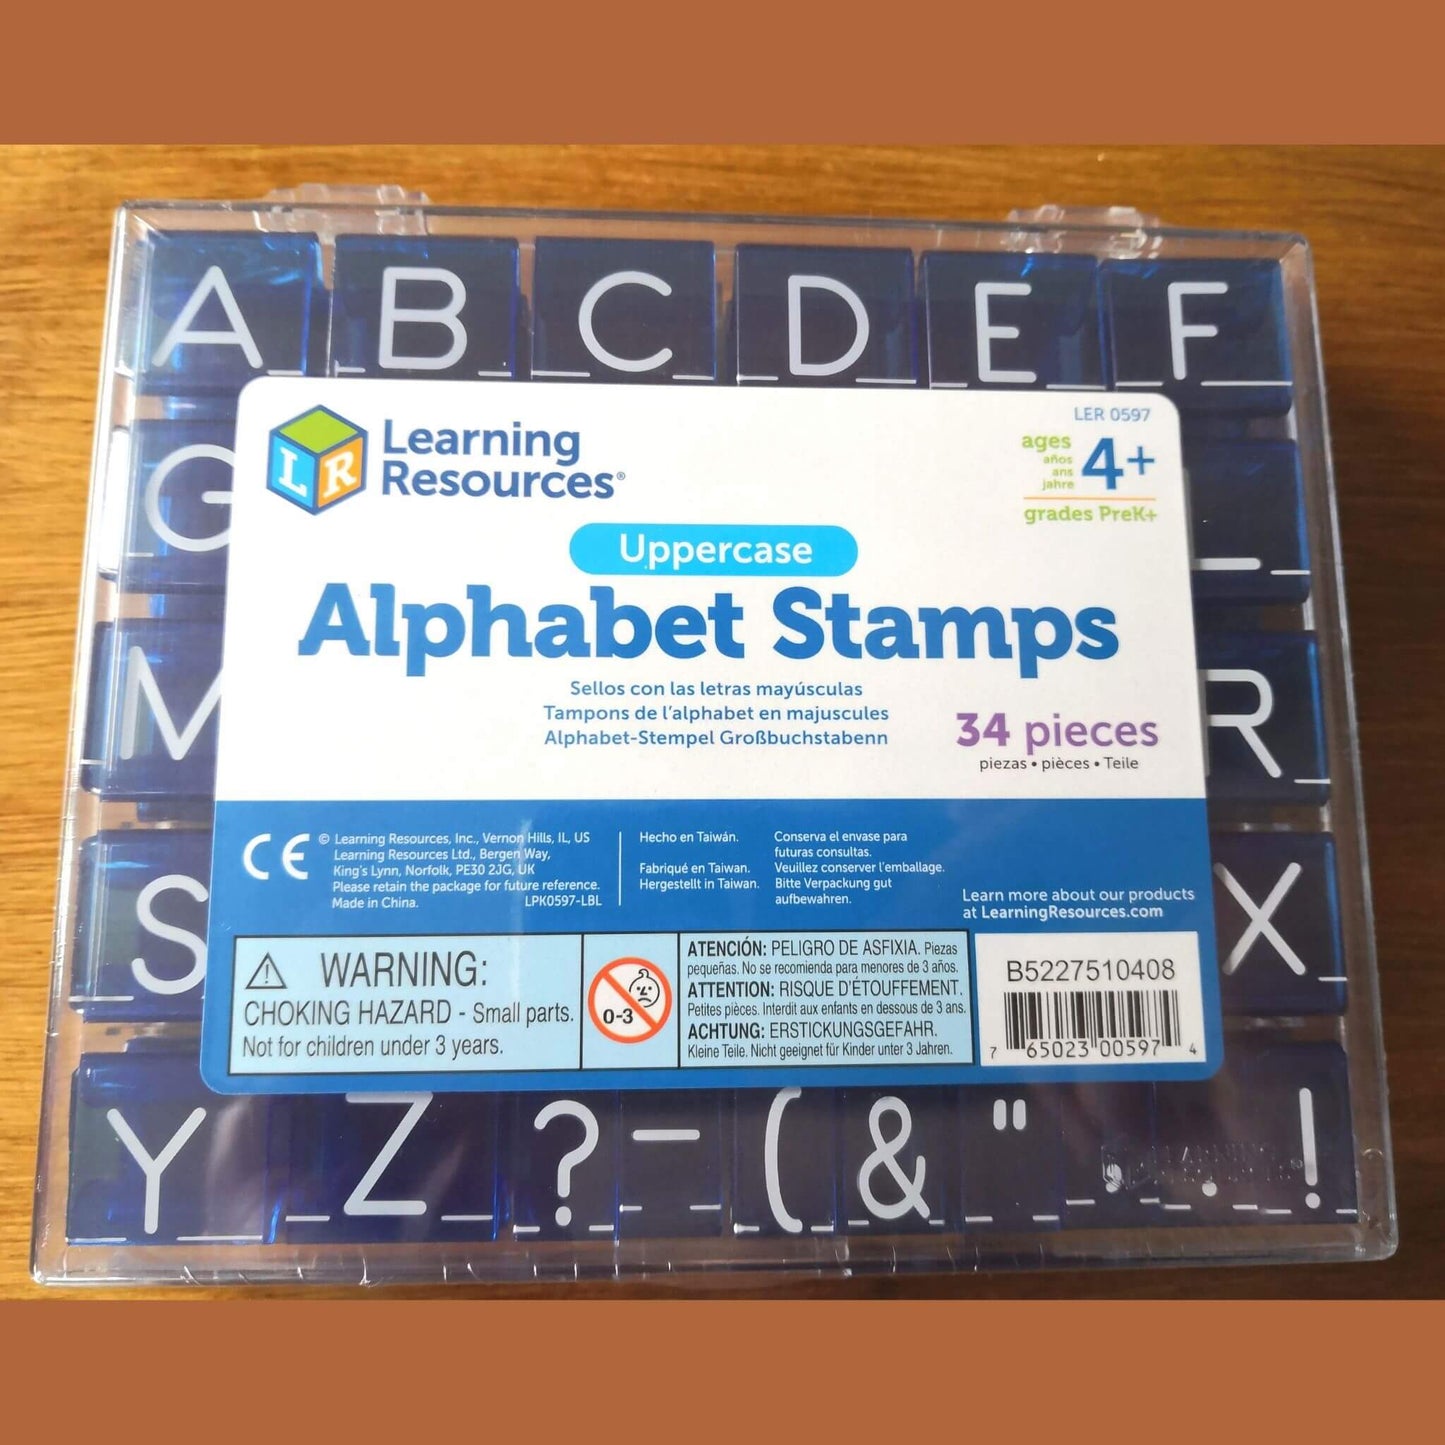 A B C D E F
G
M
R
S
X
Learning
Resources®
LR
LER 0597
ages
años
ans
jahre
4+
grades PreK+
Uppercase
Alphabet Stamps
Sellos con las letras mayúsculas
Tampons de l'alphabet en majuscules
Alphabet-Stempel Großbuchstabenn
34 pieces
piezas • pièces • Teile
CE
© Learning Resources, Inc., Vernon Hills, IL, US
Learning Resources Ltd., Bergen Way,
King's Lynn, Norfolk, PE30 2JG, UK
Please retain the package for future reference.
Made in China. LPK0597-LBL
Hecho en Taiwán.
Fabriqué en Taiwan.
Hergestellt in Taiwan.
Conserva el envase para
futuras consultas.
Veuillez conserver l'emballage.
Bitte Verpackung gut
aufbewahren.
Learn more about our products
at LearningResources.com
WARNING:
CHOKING HAZARD - Small parts.
Not for children under 3 years.
0-3
ATENCIÓN: PELIGRO DE ASFIXIA. Piezas
pequeñas. No se recomienda para menores de 3 años.
ATTENTION: RISQUE D'ÉTOUFFEMENT.
Petites pièces. Interdit aux enfants en dessous de 3 ans.
ACHTUNG: ERSTICKUNGSGEFAHR.
Kleine Teile. Nicht geeignet für Kinder unter 3 Jahren.
B5227510408
7 65023 00597 4
Y Z ? - ( & " . , !